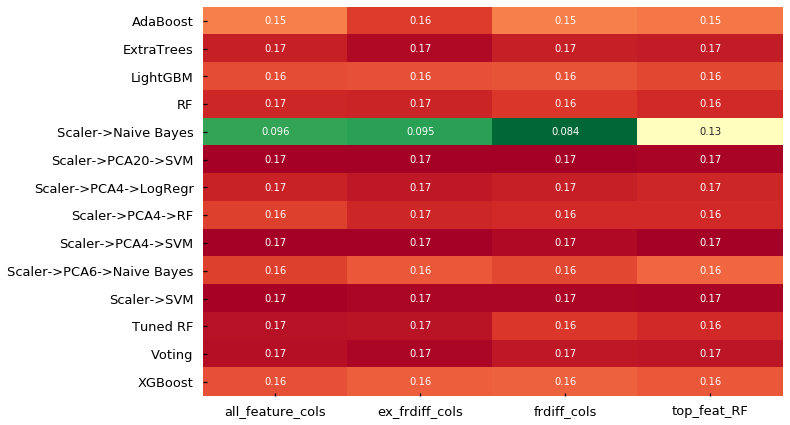 AdaBoost 0.15 0.16 0.15 0.15
ExtraTrees 0.17 0.17 0.17 0.17
LightGBM 0.16 0.16 0.16 0.16
RF 0.17 0.17 0.16 0.16
Scaler->Naive Bayes 0.096 0.095 0.084 0.13
Scaler->PCA20->SVM 0.17 0.17 0.17 0.17
Scaler->PCA4->LogRegr 0.17 0.17 0.17 0.17
Scaler->PCA4->RF 0.16 0.17 0.16 0.16
Scaler->PCA4->SVM 0.17 0.17 0.17 0.17
Scaler->PCA6->Naive Bayes 0.16 0.16 0.16 0.16
Scaler->SVM 0.17 0.17 0.17 0.17
Tuned RF 0.17 0.17 0.16 0.16
Voting 0.17 0.17 0.17 0.17
XGBoost 0.16 0.16 0.16 0.16
all_feature_cols ex_frdiff_cols frdiff_cols top_feat_RF